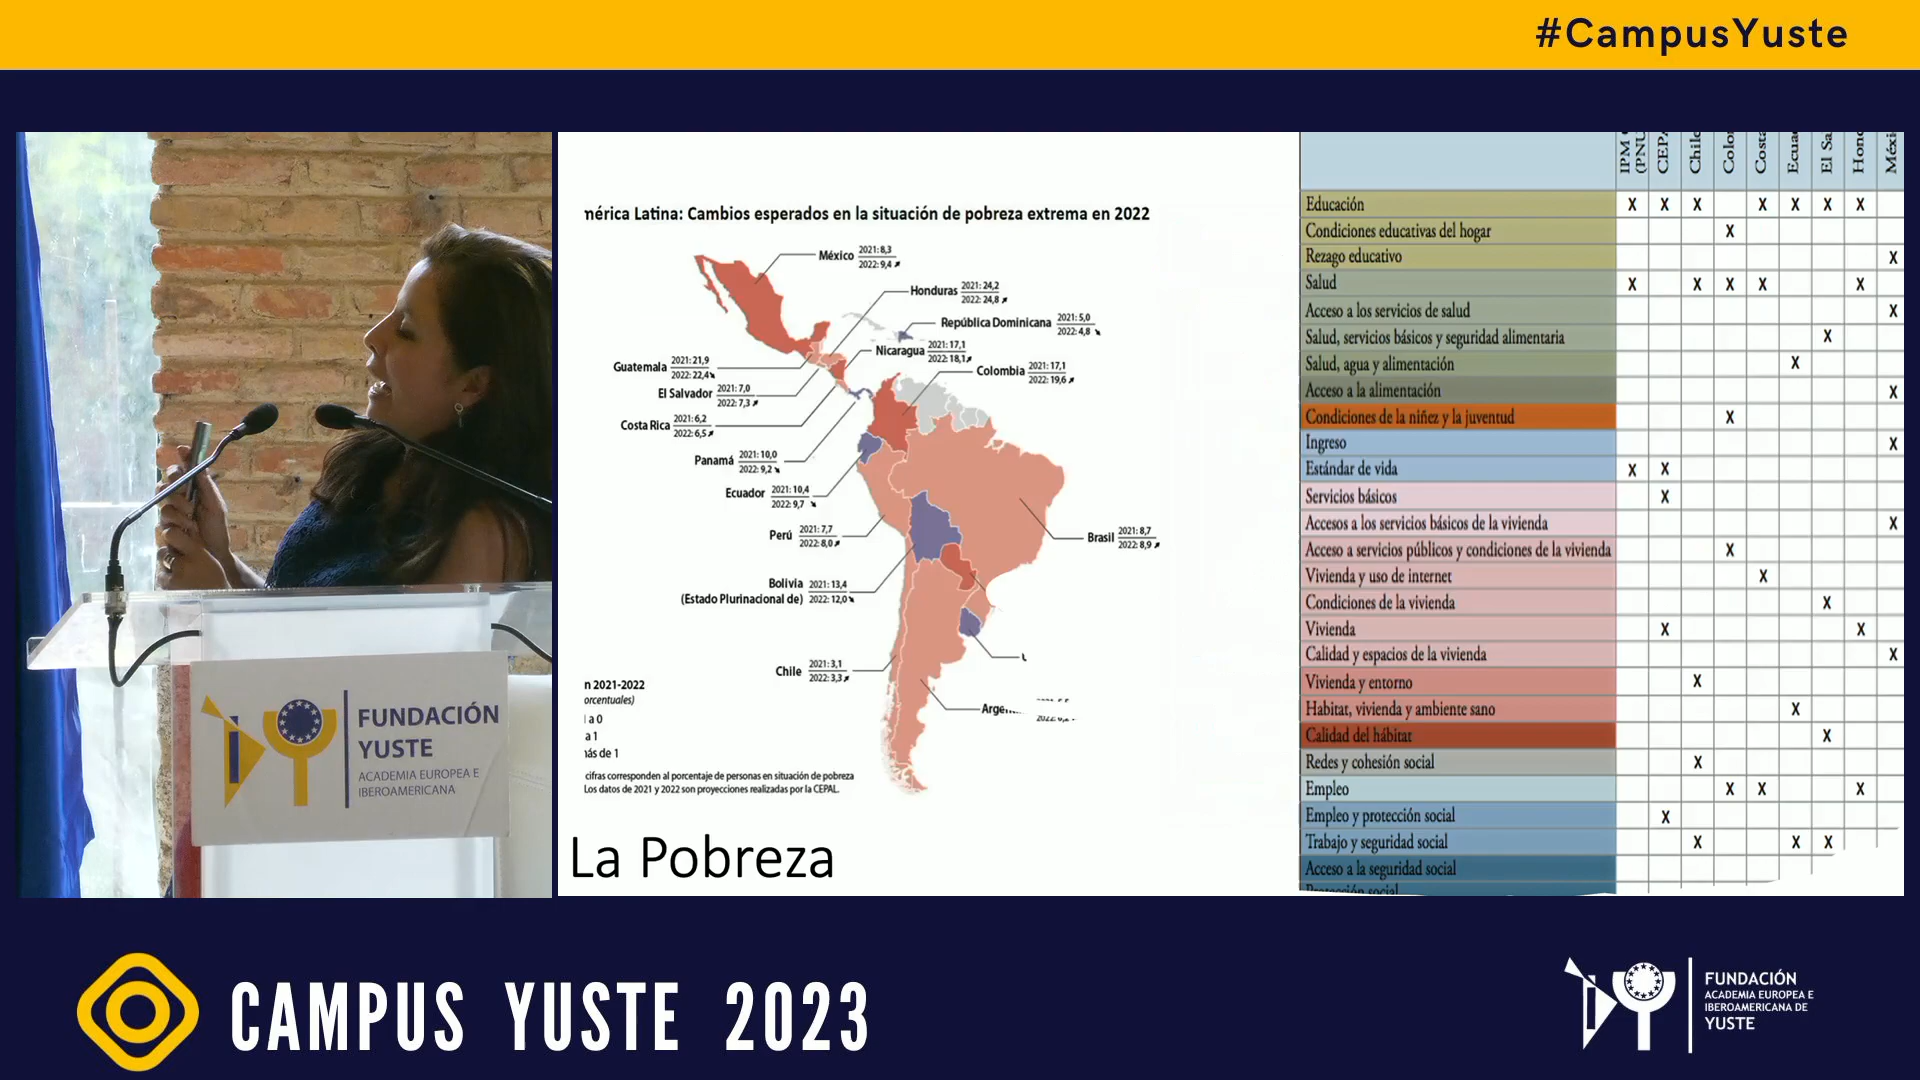 #CampusYuste
mérica Latina: Cambios esperados en la situación de pobreza extrema en 2022
México 2021: 8,3
2022: 9,4
Honduras 2021: 24,2
2022: 24,8
República Dominicana 2021: 5,0
2022: 4,8
Nicaragua 2021: 17,1
2022: 18,1
Guatemala 2021: 21,9
2022: 22,4
Colombia 2021: 17,1
2022: 19,6
El Salvador 2021: 7,0
2022: 7,3
Costa Rica 2021: 6,2
2022: 6,5
Panamá 2021: 10,0
2022: 9,2
Ecuador 2021: 10,4
2022: 9,7
Perú 2021: 7,7
2022: 8,0
Brasil 2021: 8,7
2022: 8,9
Bolivia 2021: 13,4
(Estado Plurinacional de) 2022: 12,0
Chile 2021: 3,1
2022: 3,3
Arge
n 2021-2022
orcentuales)
a 0
a 1
ás de 1
cifras corresponden al porcentaje de personas en situación de pobreza
Los datos de 2021 y 2022 son proyecciones realizadas por la CEPAL.
La Pobreza
IPM (PNU CEPA Chile Colo Costa Ecua El Sa Hond Méxi
Educación X X X X X X X
Condiciones educativas del hogar X
Rezago educativo X
Salud X X X X X
Acceso a los servicios de salud X
Salud, servicios básicos y seguridad alimentaria X
Salud, agua y alimentación X
Acceso a la alimentación X
Condiciones de la niñez y la juventud X
Ingreso X
Estándar de vida X X
Servicios básicos X
Accesos a los servicios básicos de la vivienda X
Acceso a servicios públicos y condiciones de la vivienda X
Vivienda y uso de internet X
Condiciones de la vivienda X
Vivienda X X
Calidad y espacios de la vivienda X
Vivienda y entorno X
Habitat, vivienda y ambiente sano X
Calidad del hábitat X
Redes y cohesión social X
Empleo X X X
Empleo y protección social X
Trabajo y seguridad social X X X
Acceso a la seguridad social
Protección social
FUNDACIÓN
YUSTE
ACADEMIA EUROPEA E
IBEROAMERICANA
CAMPUS YUSTE 2023
FUNDACIÓN
ACADEMIA EUROPEA E
IBEROAMERICANA DE
YUSTE